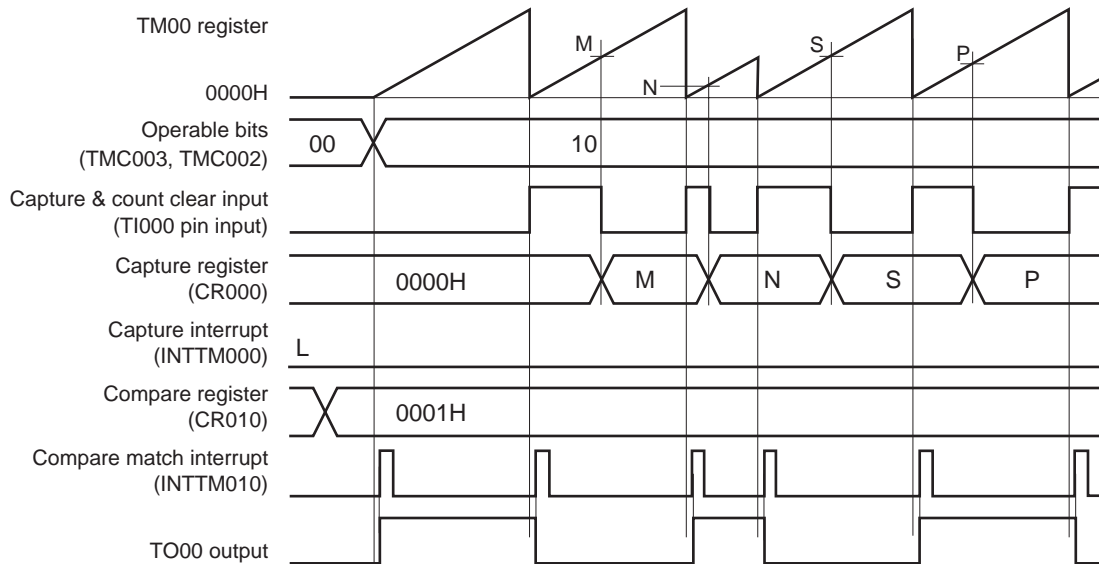 TM00 register
M
S
P
N
0000H
Operable bits
(TMC003, TMC002)
00
10
Capture & count clear input
(TI000 pin input)
Capture register
(CR000)
0000H
M
N
S
P
Capture interrupt
(INTTM000)
L
Compare register
(CR010)
0001H
Compare match interrupt
(INTTM010)
TO00 output